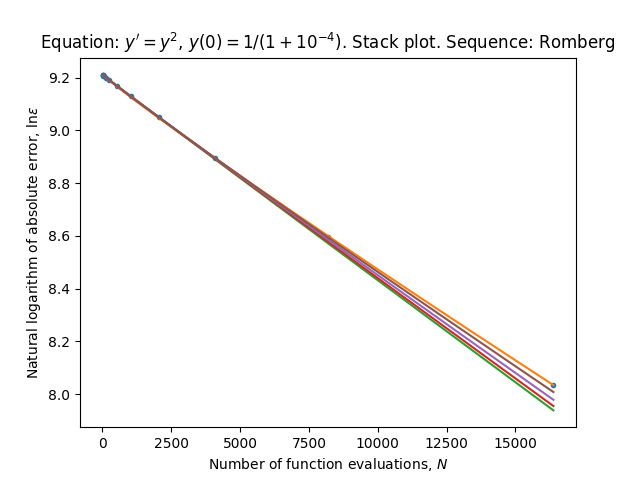 Equation: y′ = y², y(0) = 1/(1 + 10⁻⁴). Stack plot. Sequence: Romberg
9.2
9.0
8.8
8.6
8.4
8.2
8.0
Natural logarithm of absolute error, lnε
0 2500 5000 7500 10000 12500 15000
Number of function evaluations, N